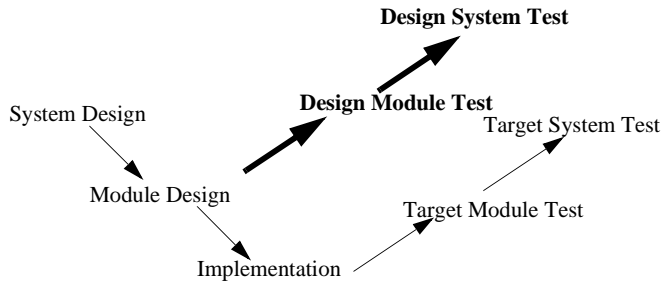 Design System Test
Design Module Test
System Design
Target System Test
Module Design
Target Module Test
Implementation